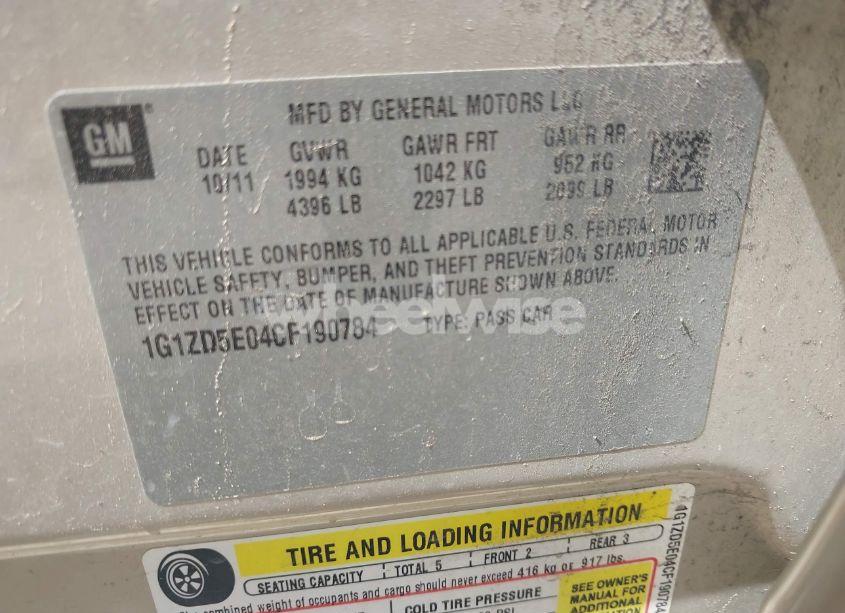 GM
MFD BY GENERAL MOTORS LLC
DATE GVWR GAWR FRT GAWR RR
10/11 1994 KG 1042 KG 952 KG
4396 LB 2297 LB 2099 LB
THIS VEHICLE CONFORMS TO ALL APPLICABLE U.S. FEDERAL MOTOR
VEHICLE SAFETY, BUMPER, AND THEFT PREVENTION STANDARDS IN
EFFECT ON THE DATE OF MANUFACTURE SHOWN ABOVE.
1G1ZD5E04CF190784 TYPE: PASS CAR
wheelwise
TIRE AND LOADING INFORMATION
SEATING CAPACITY TOTAL 5 FRONT 2 REAR 3
combined weight of occupants and cargo should never exceed 416 kg or 917 lbs.
COLD TIRE PRESSURE
SEE OWNER'S
MANUAL FOR
ADDITIONAL
1G1ZD5E04CF190784